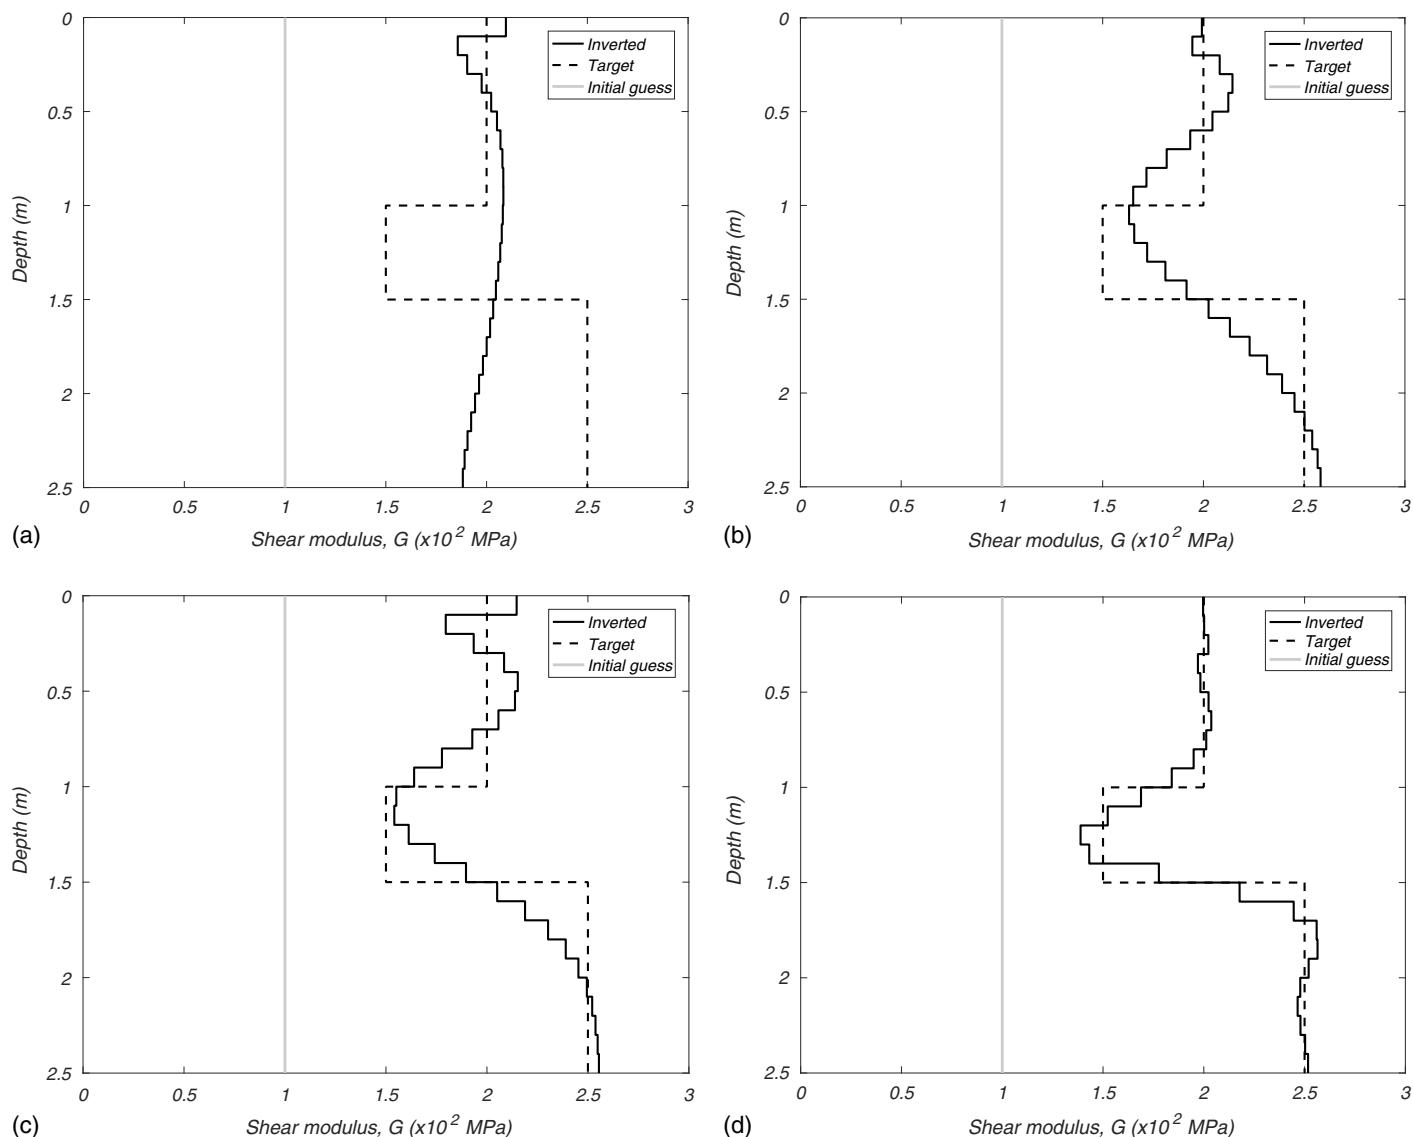 0
0.5
1
1.5
2
2.5
Depth (m)
0 0.5 1 1.5 2 2.5 3
Shear modulus, G (x10² MPa)
Inverted
Target
Initial guess
(a)
0
0.5
1
1.5
2
2.5
Depth (m)
0 0.5 1 1.5 2 2.5 3
Shear modulus, G (x10² MPa)
Inverted
Target
Initial guess
(b)
0
0.5
1
1.5
2
2.5
Depth (m)
0 0.5 1 1.5 2 2.5 3
Shear modulus, G (x10² MPa)
Inverted
Target
Initial guess
(c)
0
0.5
1
1.5
2
2.5
Depth (m)
0 0.5 1 1.5 2 2.5 3
Shear modulus, G (x10² MPa)
Inverted
Target
Initial guess
(d)